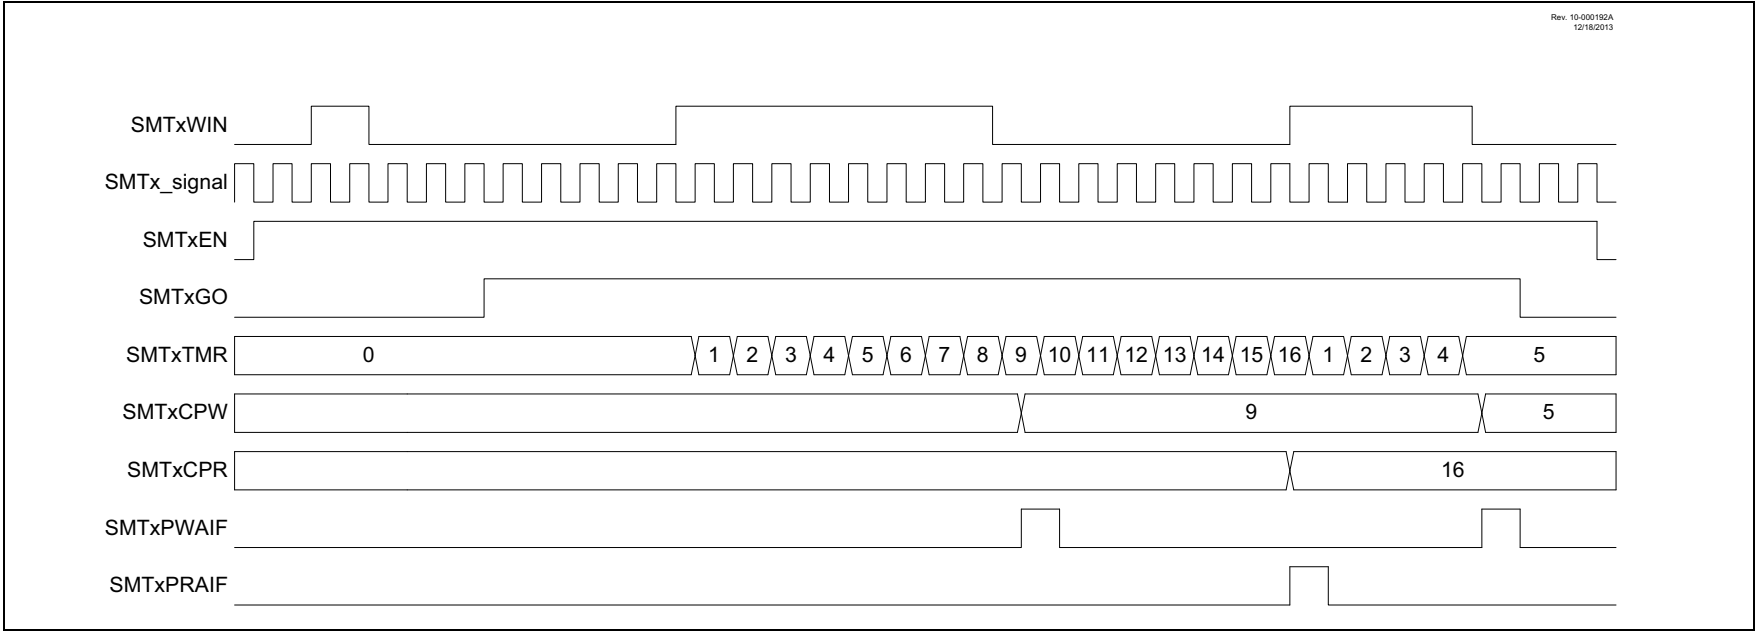 Rev. 10-000192A
12/18/2013
SMTxWIN
SMTx_signal
SMTxEN
SMTxGO
SMTxTMR 0 1 2 3 4 5 6 7 8 9 10 11 12 13 14 15 16 1 2 3 4 5
SMTxCPW 9 5
SMTxCPR 16
SMTxPWAIF
SMTxPRAIF